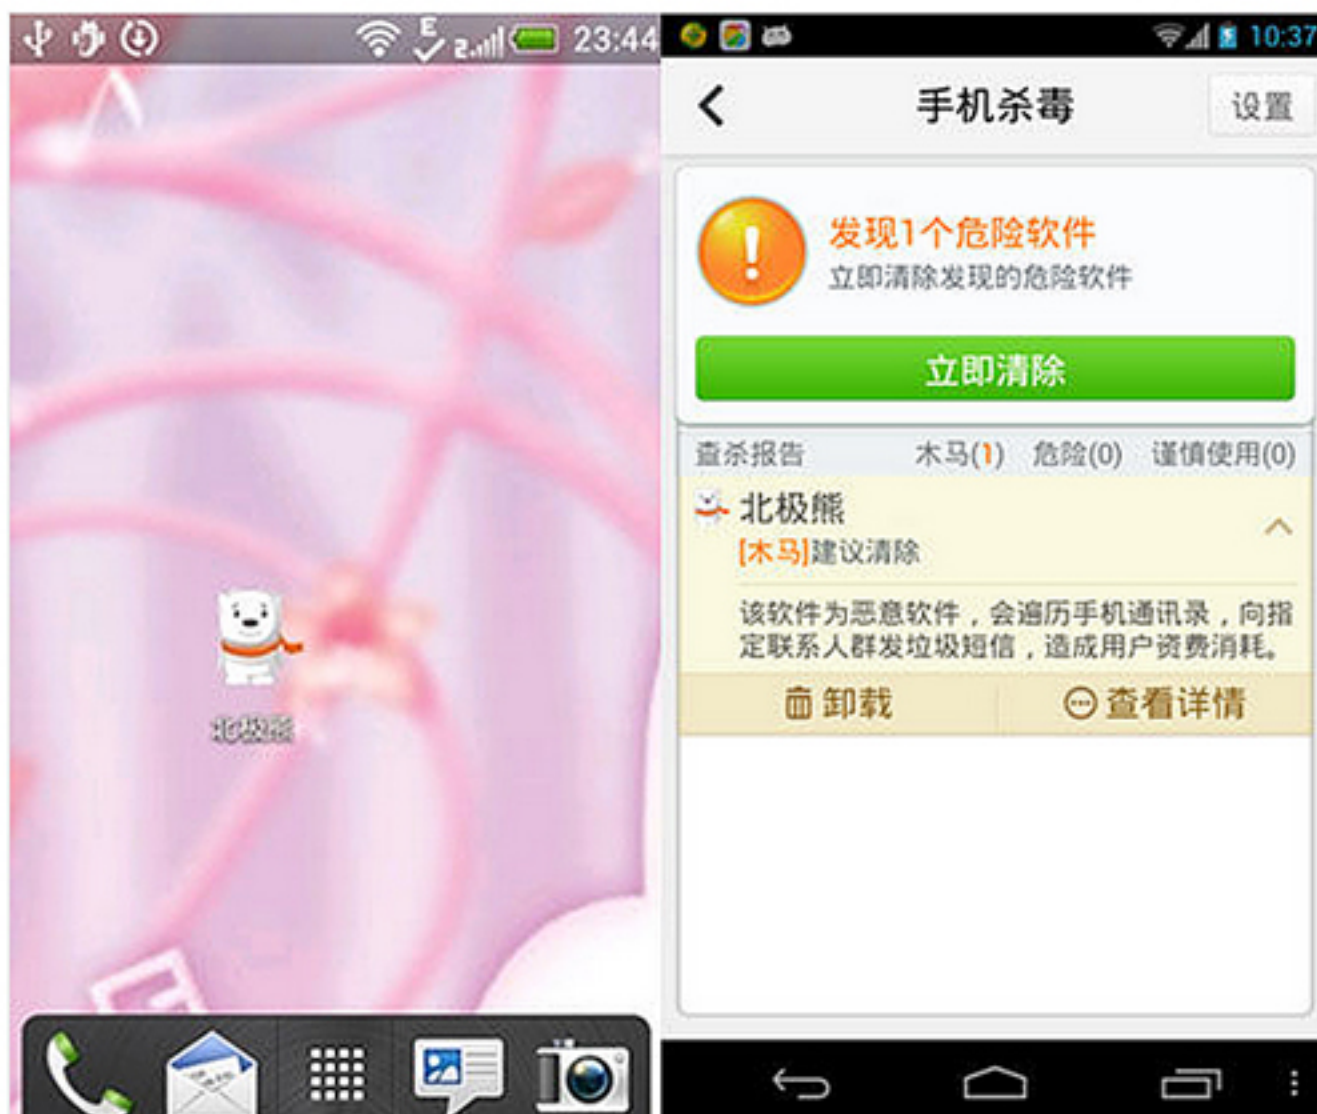 E
2
23:44
北极熊
10:37
手机杀毒
设置
!
发现1个危险软件
立即清除发现的危险软件
立即清除
查杀报告 木马(1) 危险(0) 谨慎使用(0)
北极熊
[木马]建议清除
该软件为恶意软件，会遍历手机通讯录，向指
定联系人群发垃圾短信，造成用户资费消耗。
卸载 查看详情